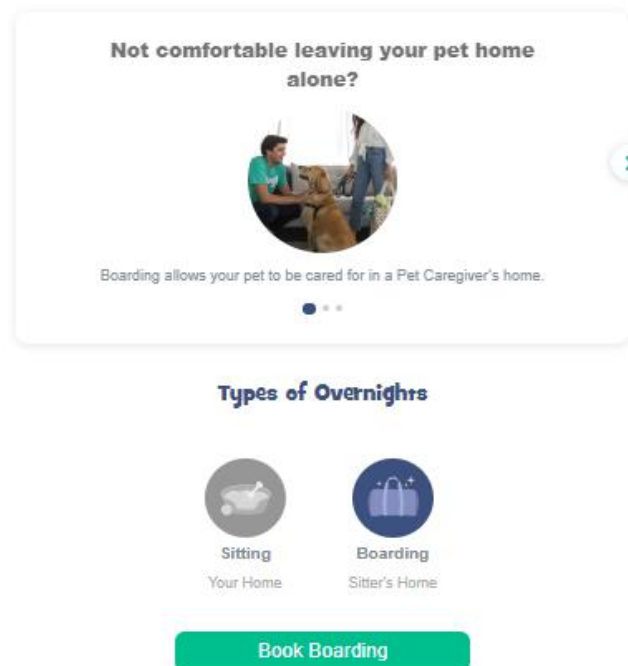 Not comfortable leaving your pet home
alone?
Boarding allows your pet to be cared for in a Pet Caregiver's home.
Types of Overnights
Sitting
Boarding
Your Home
Sitter's Home
Book Boarding